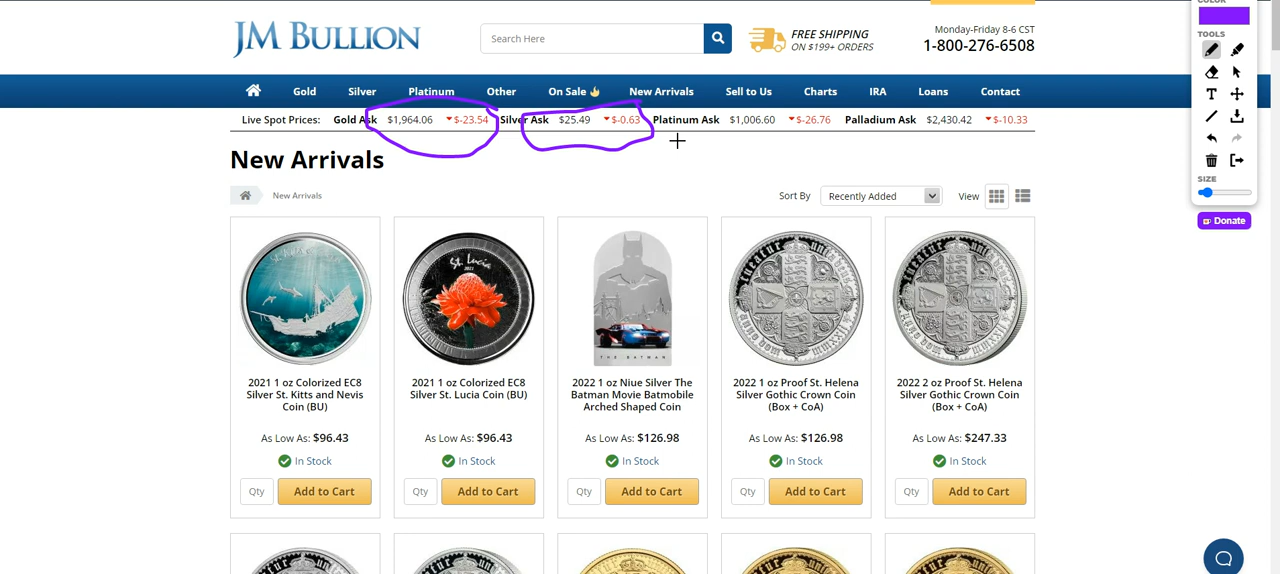 COLOR
JM BULLION
Search Here
FREE SHIPPING
ON $199+ ORDERS
Monday-Friday 8-6 CST
1-800-276-6508
TOOLS
T
Gold Silver Platinum Other On Sale New Arrivals Sell to Us Charts IRA Loans Contact
Live Spot Prices: Gold Ask $1,964.06 $-23.54 Silver Ask $25.49 $-0.63 Platinum Ask $1,006.60 $-26.76 Palladium Ask $2,430.42 $-10.33
New Arrivals
SIZE
New Arrivals
Sort By Recently Added View
Donate
St. Lucia
2021
THE BATMAN
2021 1 oz Colorized EC8
Silver St. Kitts and Nevis
Coin (BU)
As Low As: $96.43
In Stock
Qty Add to Cart
2021 1 oz Colorized EC8
Silver St. Lucia Coin (BU)
As Low As: $96.43
In Stock
Qty Add to Cart
2022 1 oz Niue Silver The
Batman Movie Batmobile
Arched Shaped Coin
As Low As: $126.98
In Stock
Qty Add to Cart
2022 1 oz Proof St. Helena
Silver Gothic Crown Coin
(Box + CoA)
As Low As: $126.98
In Stock
Qty Add to Cart
2022 2 oz Proof St. Helena
Silver Gothic Crown Coin
(Box + CoA)
As Low As: $247.33
In Stock
Qty Add to Cart